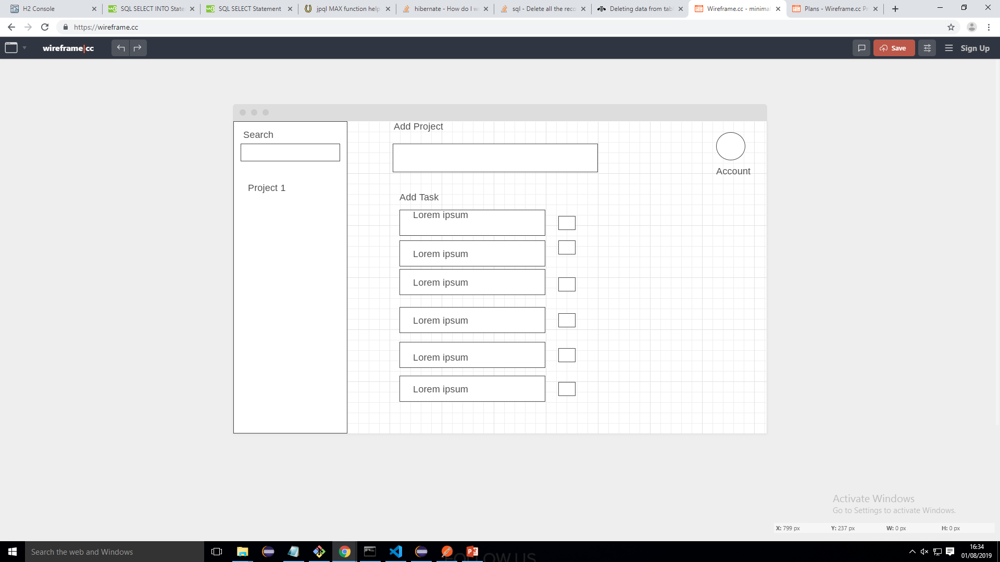 H2 Console
SQL SELECT INTO State
SQL SELECT Statement
jpql MAX function help
hibernate - How do I w
sql - Delete all the reco
Deleting data from tab
Wireframe.cc - minima
Plans - Wireframe.cc P
https://wireframe.cc
wireframe|cc
Save
Sign Up
Search
Project 1
Add Project
Account
Add Task
Lorem ipsum
Lorem ipsum
Lorem ipsum
Lorem ipsum
Lorem ipsum
Lorem ipsum
Activate Windows
Go to Settings to activate Windows.
X: 799 px Y: 237 px W: 0 px H: 0 px
Search the web and Windows
FOLLOW US
16:34
01/08/2019